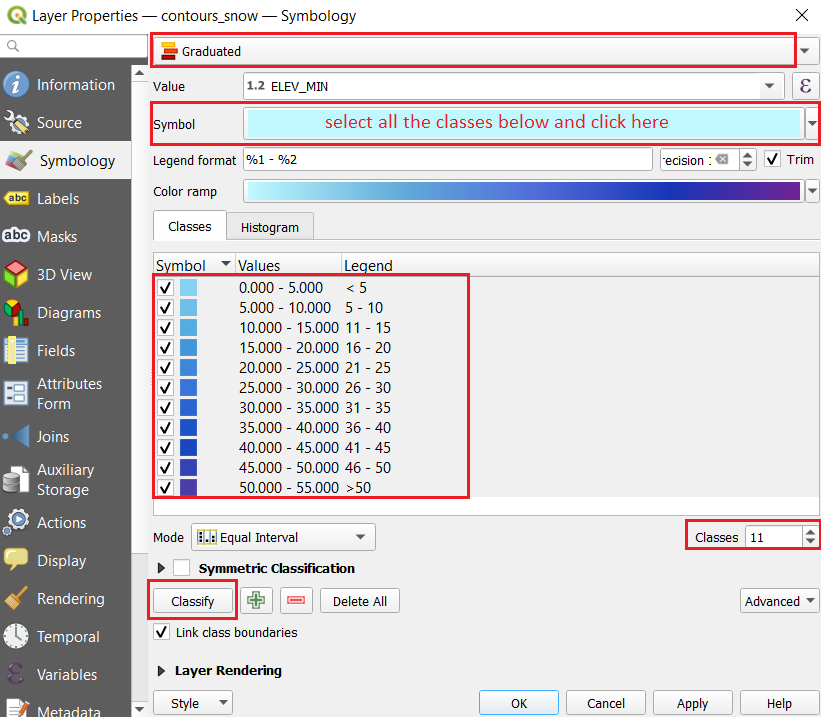 Layer Properties — contours_snow — Symbology
Information
Source
Symbology
abc Labels
abc Masks
3D View
Diagrams
Fields
Attributes
Form
Joins
Auxiliary
Storage
Actions
Display
Rendering
Temporal
Variables
Metadata
Graduated
Value 1.2 ELEV_MIN ε
Symbol select all the classes below and click here
Legend format %1 - %2 recision : Trim
Color ramp
Classes Histogram
Symbol Values Legend
0.000 - 5.000 < 5
5.000 - 10.000 5 - 10
10.000 - 15.000 11 - 15
15.000 - 20.000 16 - 20
20.000 - 25.000 21 - 25
25.000 - 30.000 26 - 30
30.000 - 35.000 31 - 35
35.000 - 40.000 36 - 40
40.000 - 45.000 41 - 45
45.000 - 50.000 46 - 50
50.000 - 55.000 >50
Mode Equal Interval Classes 11
Symmetric Classification
Classify Delete All Advanced
Link class boundaries
Layer Rendering
Style OK Cancel Apply Help